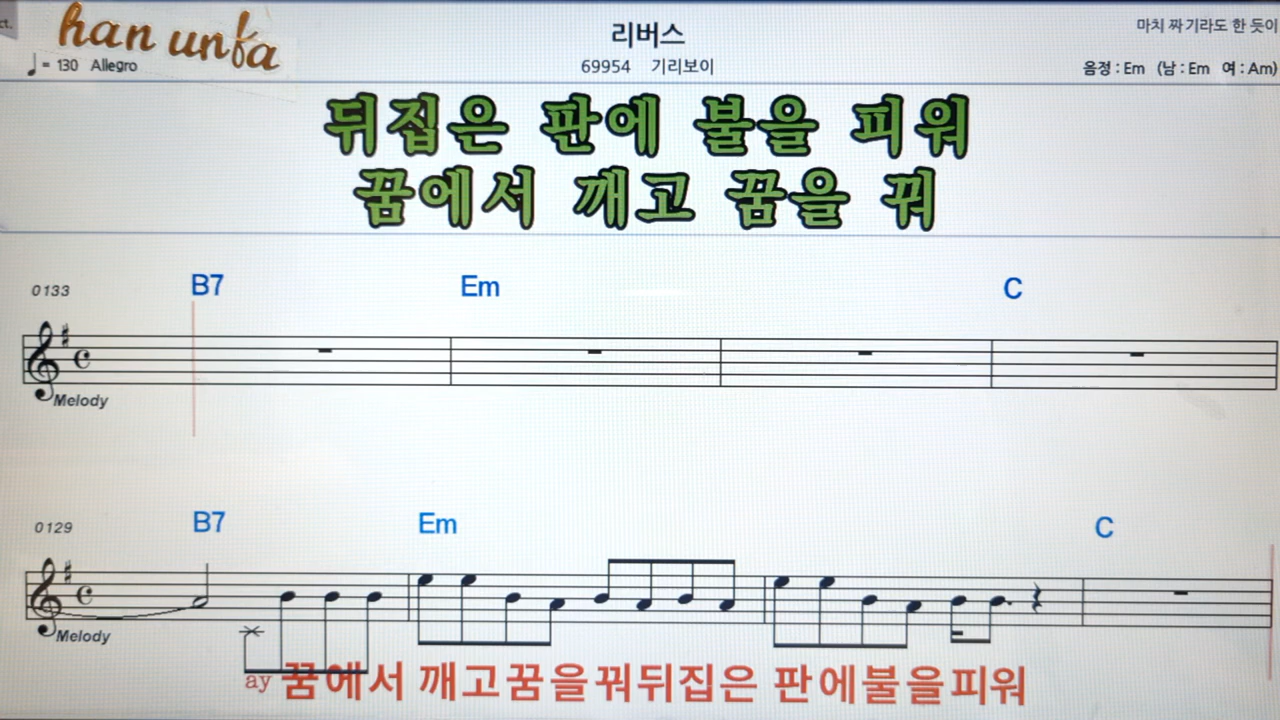 ct.
han unfa
리버스
마치 짜기라도 한 듯이
♩= 130 Allegro
69954 기리보이
음정 : Em (남 : Em 여 : Am)
뒤집은 판에 불을 피워
꿈에서 깨고 꿈을 꿔
0133 B7 Em C
Melody
0129 B7 Em C
Melody
ay 꿈에서 깨고꿈을꿔뒤집은 판에불을피워